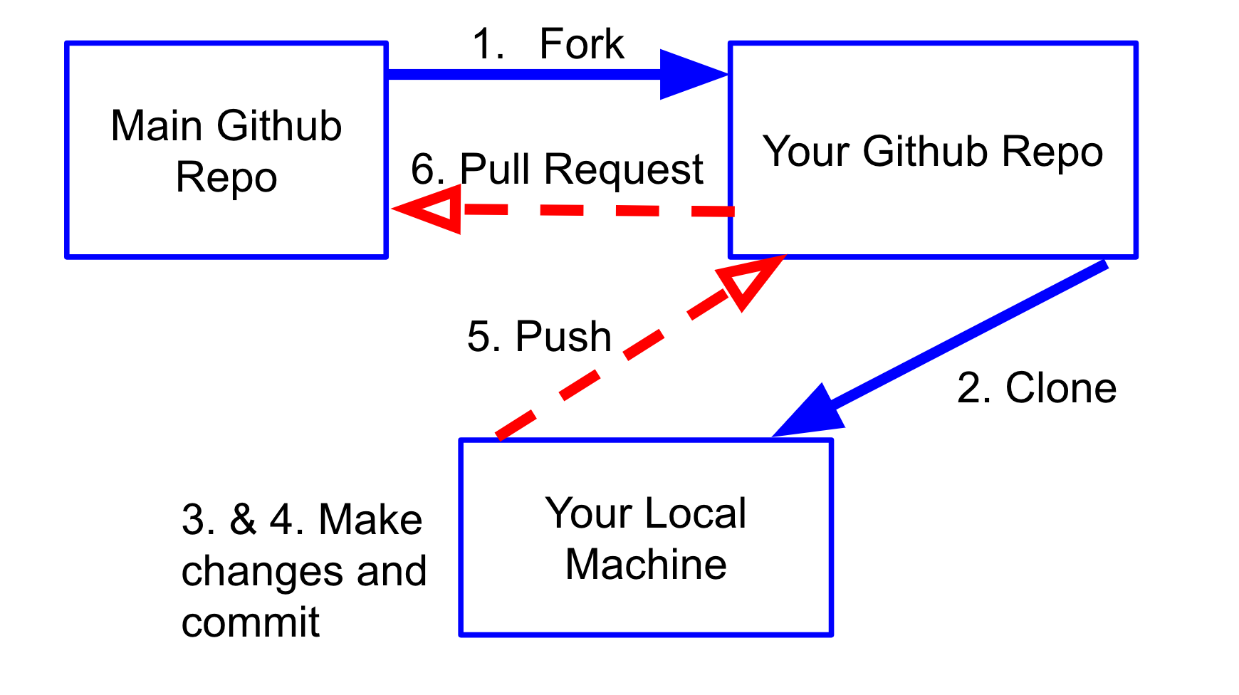 1. Fork
Main Github
Repo
Your Github Repo
6. Pull Request
5. Push
2. Clone
3. & 4. Make
changes and
commit
Your Local
Machine